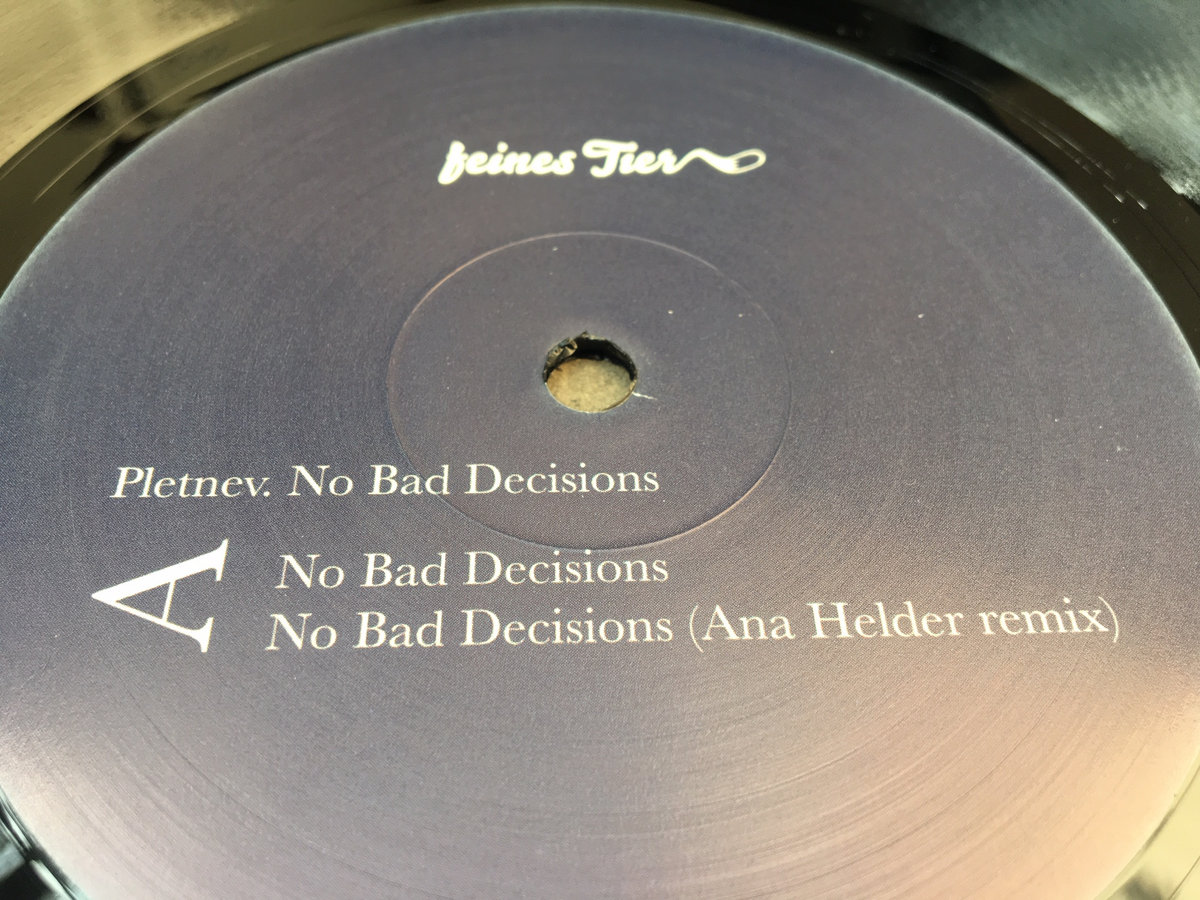 feines Tier
Pletnev. No Bad Decisions
A
No Bad Decisions
No Bad Decisions (Ana Helder remix)